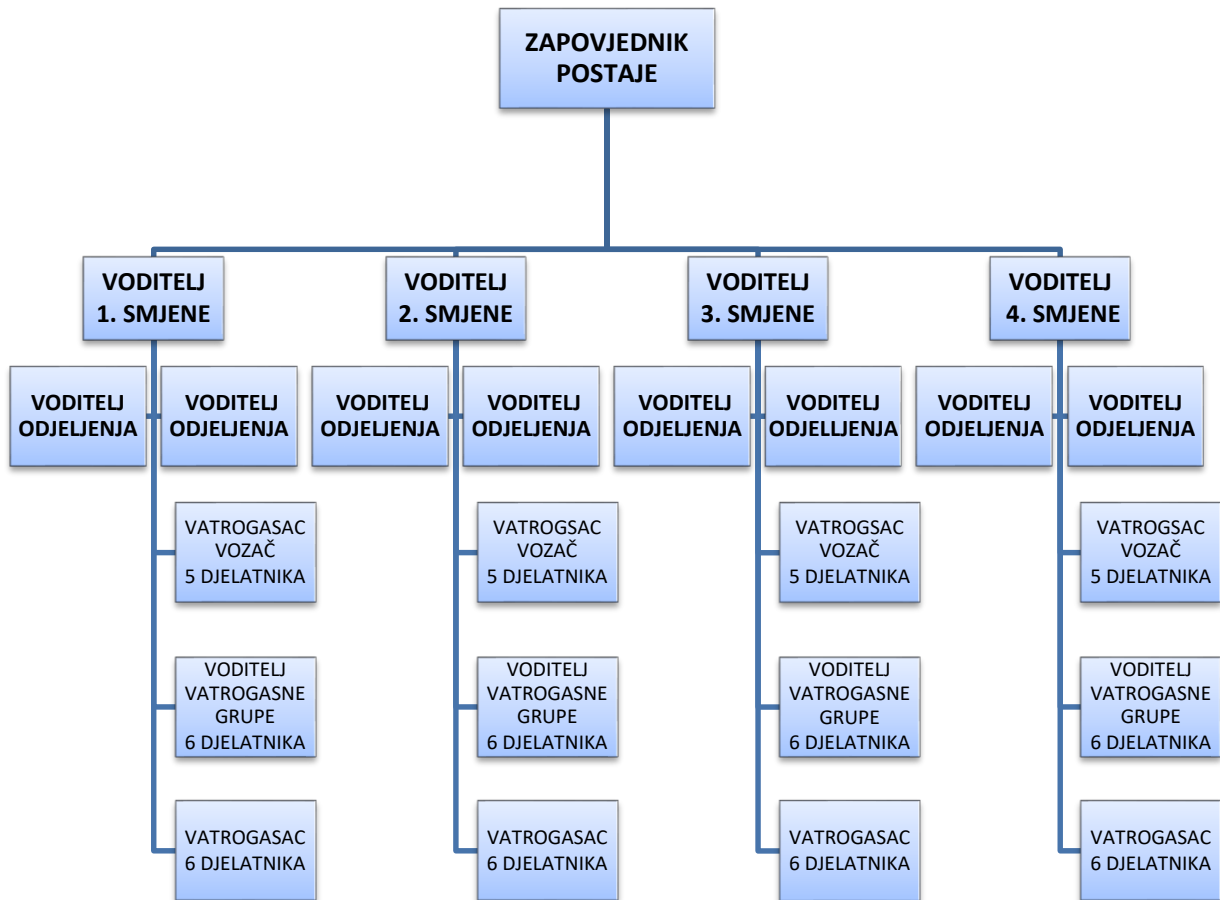 ZAPOVJEDNIK
POSTAJE
VODITELJ
1. SMJENE
VODITELJ
2. SMJENE
VODITELJ
3. SMJENE
VODITELJ
4. SMJENE
VODITELJ
ODJELJENJA
VODITELJ
ODJELJENJA
VODITELJ
ODJELJENJA
VODITELJ
ODJELJENJA
VODITELJ
ODJELJENJA
VODITELJ
ODJELLJENJA
VODITELJ
ODJELJENJA
VODITELJ
ODJELJENJA
VATROGASAC
VOZAČ
5 DJELATNIKA
VATROGSAC
VOZAČ
5 DJELATNIKA
VATROGSAC
VOZAČ
5 DJELATNIKA
VATROGSAC
VOZAČ
5 DJELATNIKA
VODITELJ
VATROGASNE
GRUPE
6 DJELATNIKA
VODITELJ
VATROGASNE
GRUPE
6 DJELATNIKA
VODITELJ
VATROGASNE
GRUPE
6 DJELATNIKA
VODITELJ
VATROGASNE
GRUPE
6 DJELATNIKA
VATROGASAC
6 DJELATNIKA
VATROGASAC
6 DJELATNIKA
VATROGASAC
6 DJELATNIKA
VATROGASAC
6 DJELATNIKA